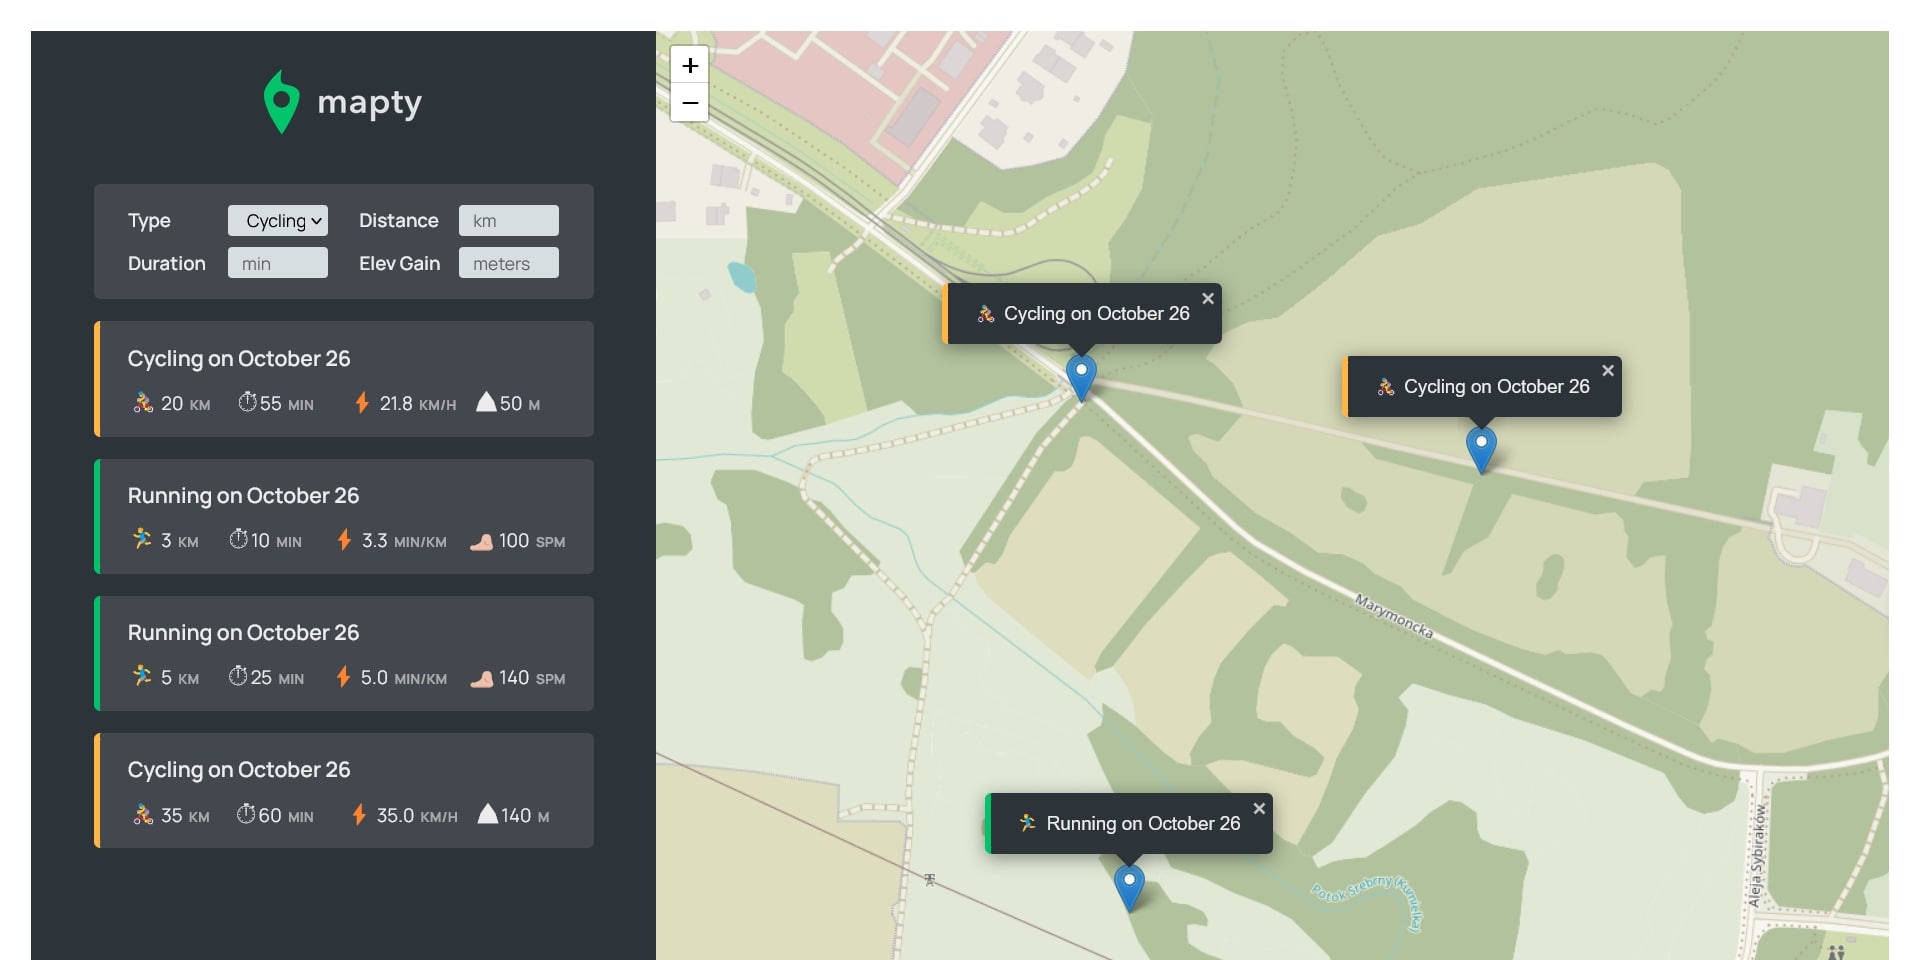 mapty
Type Cycling Distance km
Duration min Elev Gain meters
Cycling on October 26
20 KM 55 MIN 21.8 KM/H 50 M
Running on October 26
3 KM 10 MIN 3.3 MIN/KM 100 SPM
Running on October 26
5 KM 25 MIN 5.0 MIN/KM 140 SPM
Cycling on October 26
35 KM 60 MIN 35.0 KM/H 140 M
+
−
Cycling on October 26 ×
Cycling on October 26 ×
Marymoncka
Running on October 26 ×
Aleja Sybiraków
Potok Srebrny